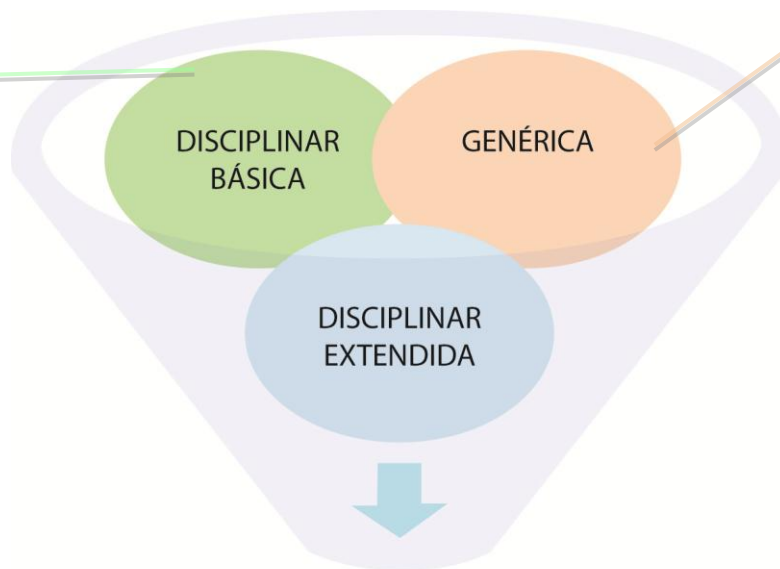 DISCIPLINAR
BÁSICA
GENÉRICA
DISCIPLINAR
EXTENDIDA